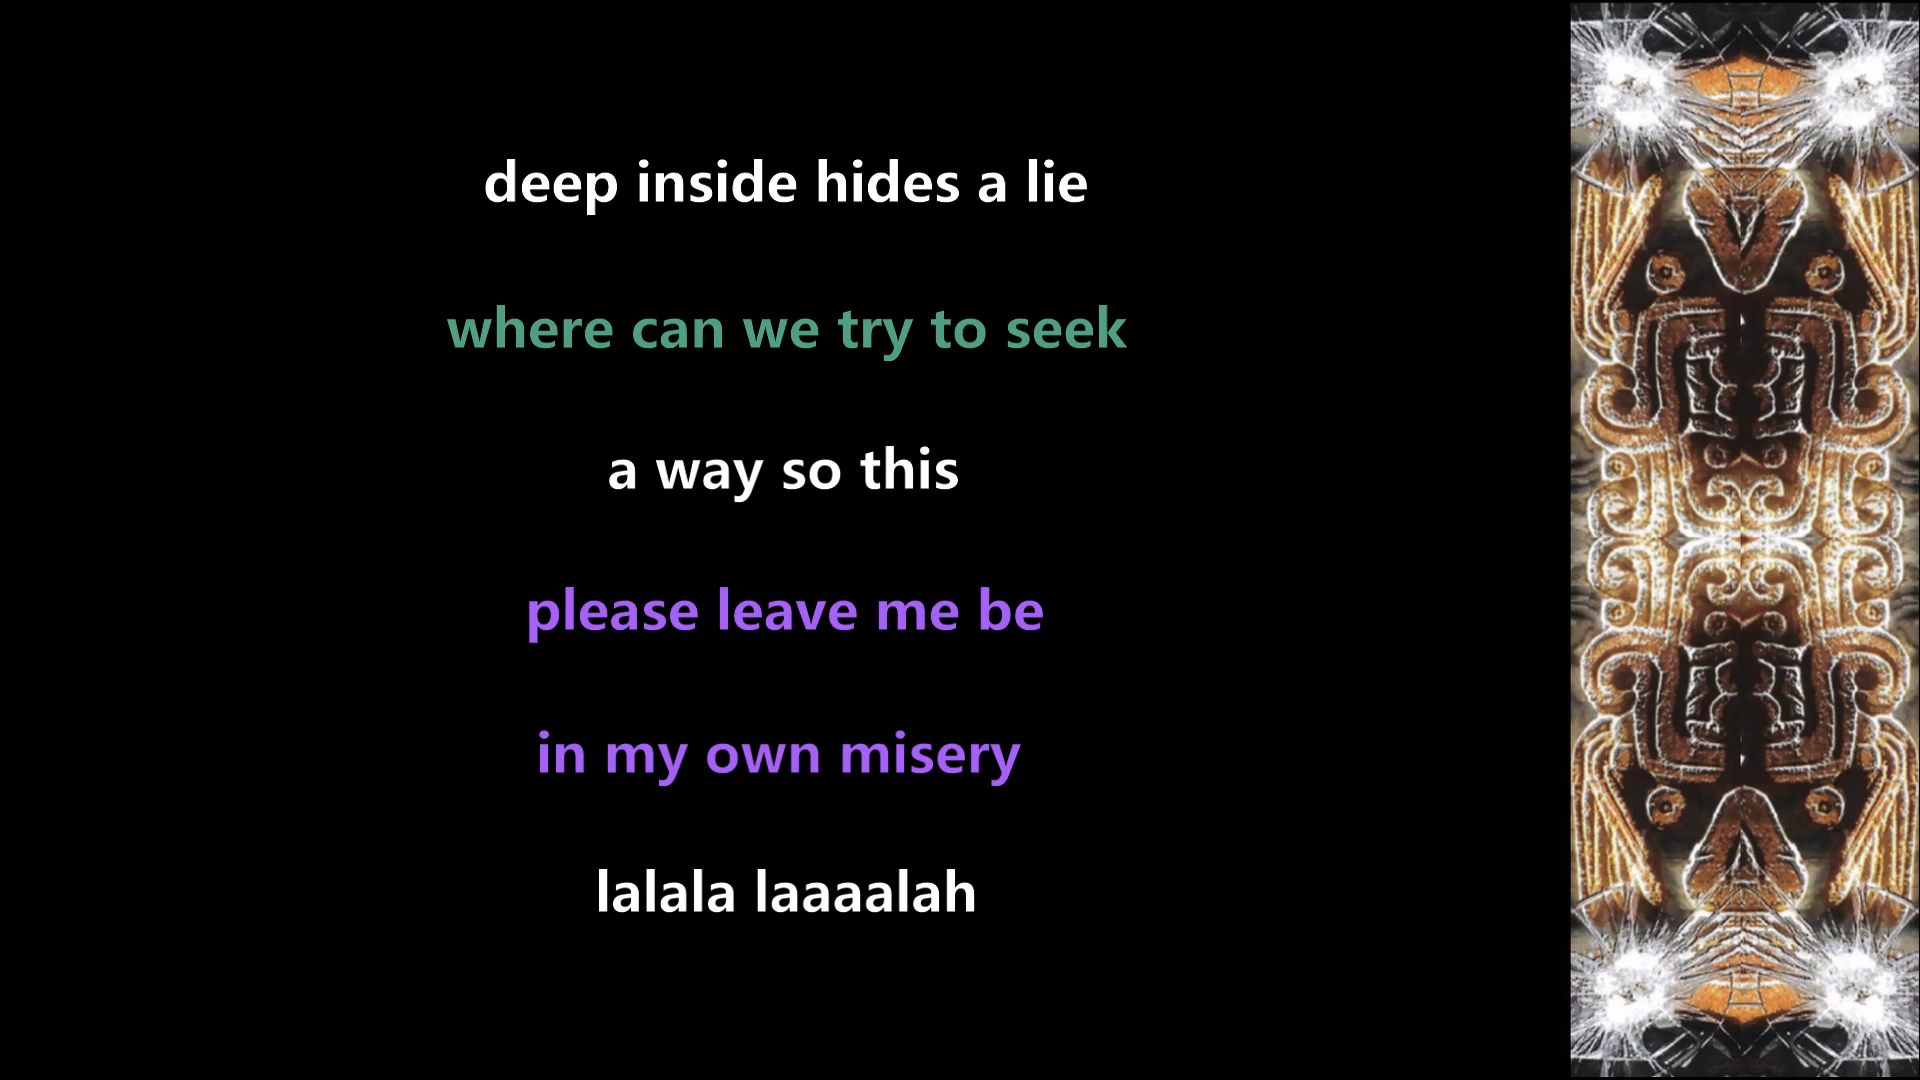 deep inside hides a lie
where can we try to seek
a way so this
please leave me be
in my own misery
lalala laaaalah